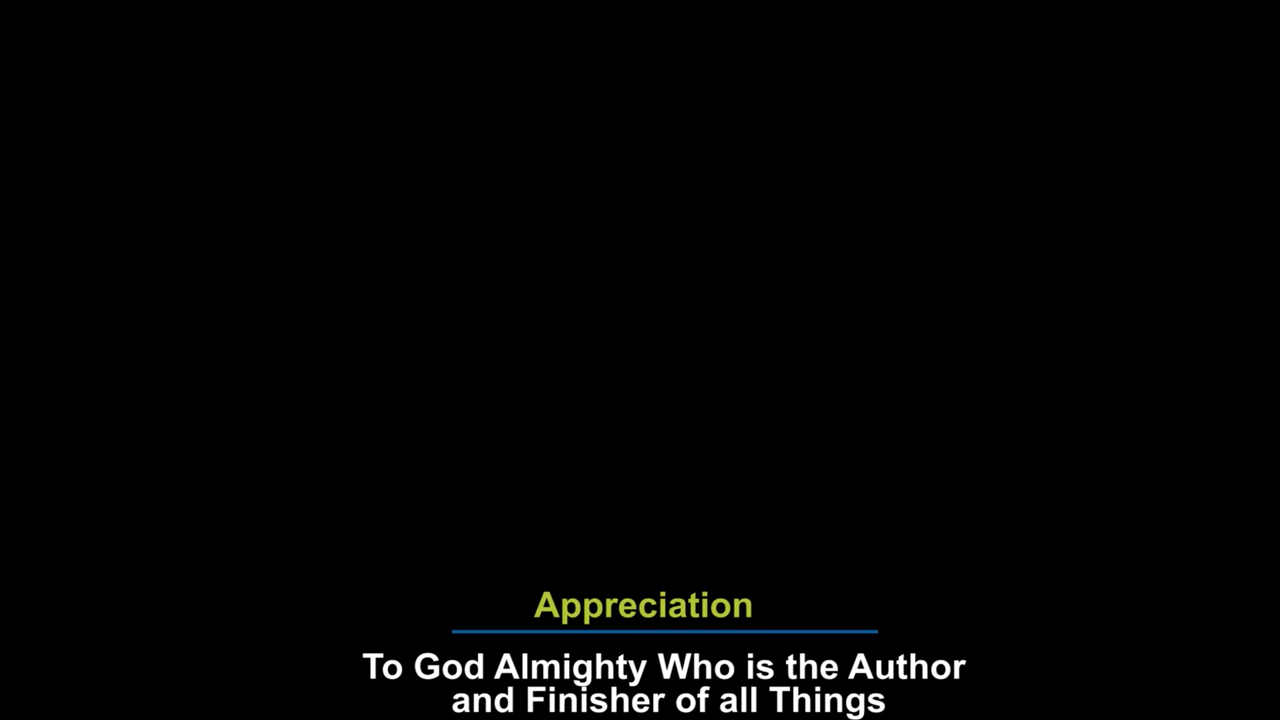 Appreciation
To God Almighty Who is the Author
and Finisher of all Things